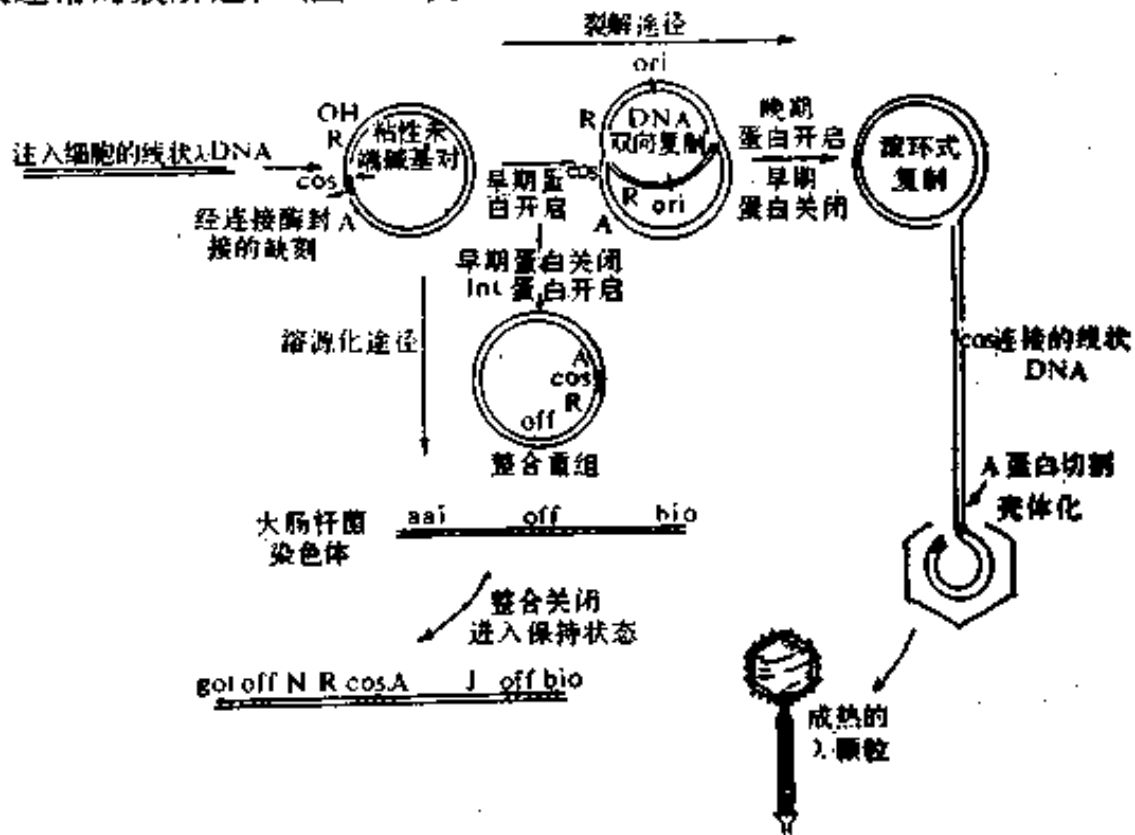 裂解途径
ori
OH
R
粘性末
端碱基对
注入细胞的线状λDNA
cos
经连接酶封 A
接的缺刻
早期蛋
白开启
R
DNA
双向复制
cos
R ori
A
晚期
蛋白开启
早期
蛋白关闭
滚环式
复制
早期蛋白关闭
Int 蛋白开启
溶源化途径
A
cos
R
off
整合重组
cos连接的线状
DNA
A 蛋白切割
壳体化
大肠杆菌
染色体
aai off bio
整合关闭
进入保持状态
gol off N R cos A J off bio
成熟的
λ颗粒